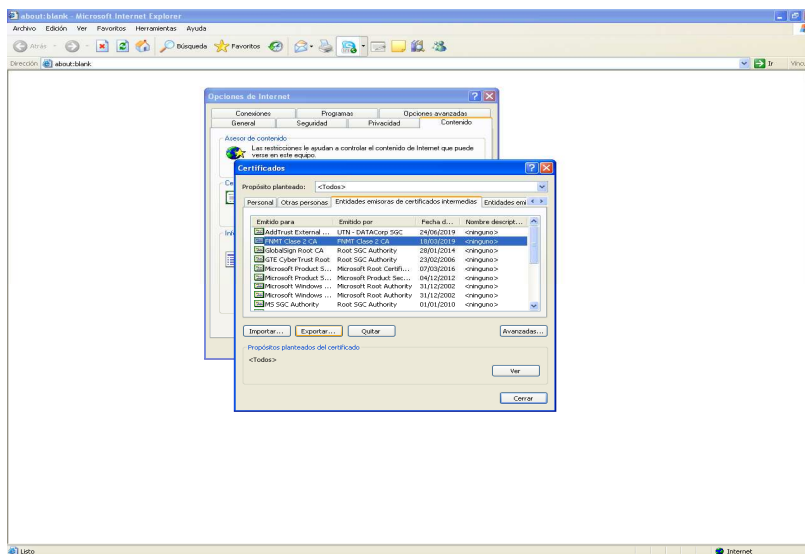 about:blank - Microsoft Internet Explorer
Archivo Edición Ver Favoritos Herramientas Ayuda
Atrás Búsqueda Favoritos
Dirección about:blank Ir
Opciones de Internet
Conexiones Programas Opciones avanzadas
General Seguridad Privacidad Contenido
Asesor de contenido
Las restricciones le ayudan a controlar el contenido de Internet que puede
verse en este equipo.
Certificados
Propósito planteado: <Todos>
Personal Otras personas Entidades emisoras de certificados intermedias Entidades emi
Emitido para Emitido por Fecha d... Nombre descript...
AddTrust External ... UTN - DATACorp SGC 24/06/2019 <ninguno>
FNMT Clase 2 CA FNMT Clase 2 CA 18/03/2019 <ninguno>
GlobalSign Root CA Root SGC Authority 28/01/2014 <ninguno>
GTE CyberTrust Root Root SGC Authority 23/02/2006 <ninguno>
Microsoft Product S... Microsoft Root Certifi... 07/03/2016 <ninguno>
Microsoft Product S... Microsoft Product Sec... 04/12/2012 <ninguno>
Microsoft Windows ... Microsoft Root Authority 31/12/2002 <ninguno>
Microsoft Windows ... Microsoft Root Authority 31/12/2002 <ninguno>
MS SGC Authority Root SGC Authority 01/01/2010 <ninguno>
Importar... Exportar... Quitar Avanzadas...
Propósitos planteados del certificado
<Todos>
Ver
Cerrar
Listo Internet